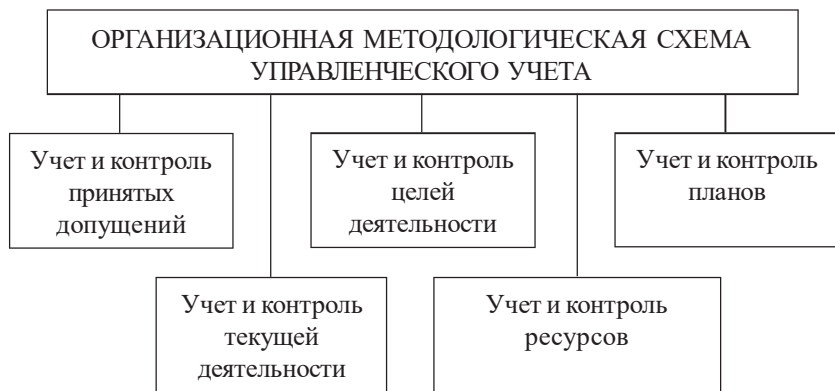 ОРГАНИЗАЦИОННАЯ МЕТОДОЛОГИЧЕСКАЯ СХЕМА
УПРАВЛЕНЧЕСКОГО УЧЕТА
Учет и контроль
принятых
допущений
Учет и контроль
целей
деятельности
Учет и контроль
планов
Учет и контроль
текущей
деятельности
Учет и контроль
ресурсов